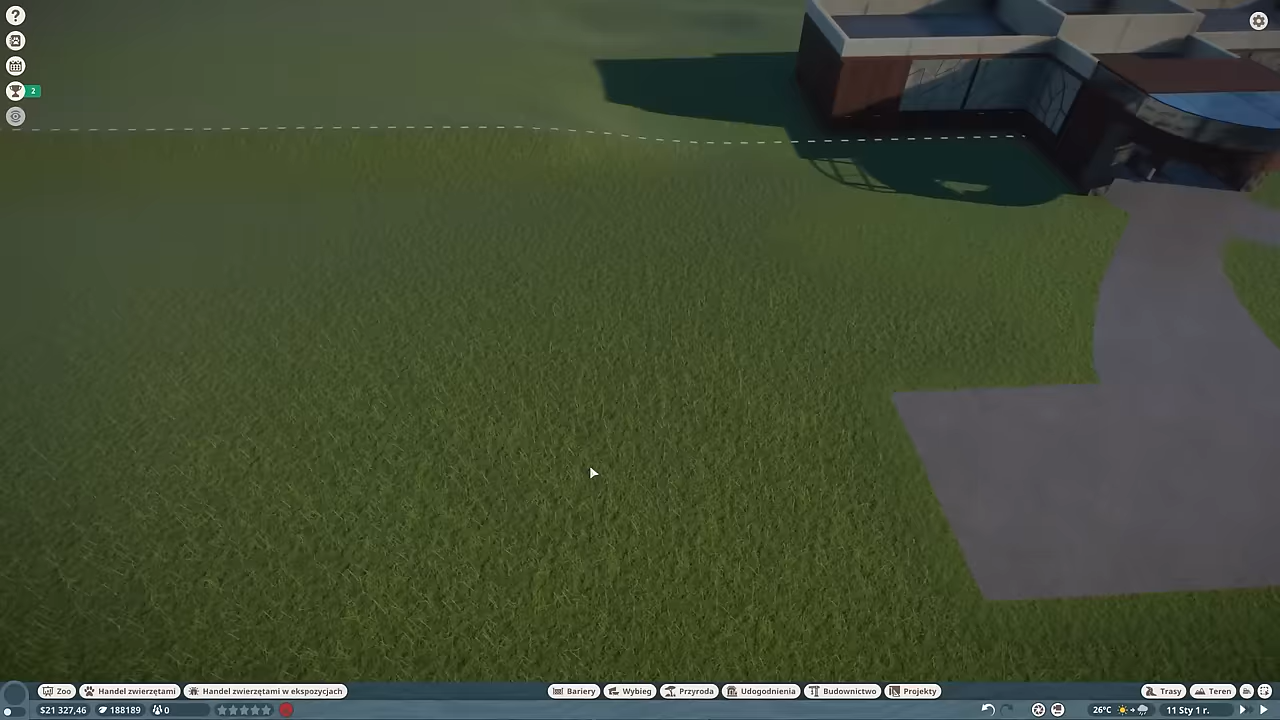 ?
2
Zoo
Handel zwierzętami
Handel zwierzętami w ekspozycjach
Bariery
Wybieg
Przyroda
Udogodnienia
Budownictwo
Projekty
Trasy
Teren
$21 327,46
188189
0
26°C
11 Sty 1 r.